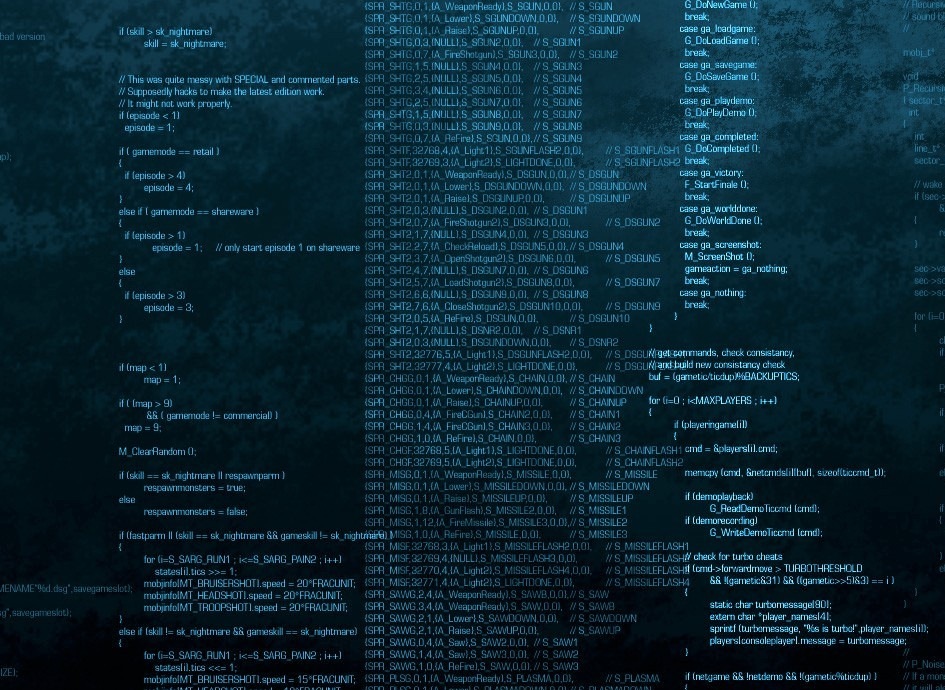 bad version
ap);
MENAME"%d.dsg",savegameslot);
sg",savegameslot);
SIZE);
if (skill > sk_nightmare)
skill = sk_nightmare;
// This was quite messy with SPECIAL and commented parts.
// Supposedly hacks to make the latest edition work.
// It might not work properly.
if (episode < 1)
episode = 1;
if ( gamemode == retail )
{
if (episode > 4)
episode = 4;
}
else if ( gamemode == shareware )
{
if (episode > 1)
episode = 1; // only start episode 1 on shareware
}
else
{
if (episode > 3)
episode = 3;
}
if (map < 1)
map = 1;
if ( (map > 9)
&& ( gamemode != commercial) )
map = 9;
M_ClearRandom ();
if (skill == sk_nightmare || respawnparm )
respawnmonsters = true;
else
respawnmonsters = false;
if (fastparm || (skill == sk_nightmare && gameskill != sk_nightmare) )
{
for (i=S_SARG_RUN1 ; i<=S_SARG_PAIN2 ; i++)
states[i].tics >>= 1;
mobjinfo[MT_BRUISERSHOT].speed = 20*FRACUNIT;
mobjinfo[MT_HEADSHOT].speed = 20*FRACUNIT;
mobjinfo[MT_TROOPSHOT].speed = 20*FRACUNIT;
}
else if (skill != sk_nightmare && gameskill == sk_nightmare)
{
for (i=S_SARG_RUN1 ; i<=S_SARG_PAIN2 ; i++)
states[i].tics <<= 1;
mobjinfo[MT_BRUISERSHOT].speed = 15*FRACUNIT;
{SPR_SHTG,0,1,{A_WeaponReady},S_SGUN,0,0}, // S_SGUN
{SPR_SHTG,0,1,{A_Lower},S_SGUNDOWN,0,0}, // S_SGUNDOWN
{SPR_SHTG,0,1,{A_Raise},S_SGUNUP,0,0}, // S_SGUNUP
{SPR_SHTG,0,3,{NULL},S_SGUN2,0,0}, // S_SGUN1
{SPR_SHTG,0,7,{A_FireShotgun},S_SGUN3,0,0}, // S_SGUN2
{SPR_SHTG,1,5,{NULL},S_SGUN4,0,0}, // S_SGUN3
{SPR_SHTG,2,5,{NULL},S_SGUN5,0,0}, // S_SGUN4
{SPR_SHTG,3,4,{NULL},S_SGUN6,0,0}, // S_SGUN5
{SPR_SHTG,2,5,{NULL},S_SGUN7,0,0}, // S_SGUN6
{SPR_SHTG,1,5,{NULL},S_SGUN8,0,0}, // S_SGUN7
{SPR_SHTG,0,3,{NULL},S_SGUN9,0,0}, // S_SGUN8
{SPR_SHTG,0,7,{A_ReFire},S_SGUN,0,0}, // S_SGUN9
{SPR_SHTF,32768,4,{A_Light1},S_SGUNFLASH2,0,0}, // S_SGUNFLASH1
{SPR_SHTF,32769,3,{A_Light2},S_LIGHTDONE,0,0}, // S_SGUNFLASH2
{SPR_SHT2,0,1,{A_WeaponReady},S_DSGUN,0,0}, // S_DSGUN
{SPR_SHT2,0,1,{A_Lower},S_DSGUNDOWN,0,0}, // S_DSGUNDOWN
{SPR_SHT2,0,1,{A_Raise},S_DSGUNUP,0,0}, // S_DSGUNUP
{SPR_SHT2,0,3,{NULL},S_DSGUN2,0,0}, // S_DSGUN1
{SPR_SHT2,0,7,{A_FireShotgun2},S_DSGUN3,0,0}, // S_DSGUN2
{SPR_SHT2,1,7,{NULL},S_DSGUN4,0,0}, // S_DSGUN3
{SPR_SHT2,2,7,{A_CheckReload},S_DSGUN5,0,0}, // S_DSGUN4
{SPR_SHT2,3,7,{A_OpenShotgun2},S_DSGUN6,0,0}, // S_DSGUN5
{SPR_SHT2,4,7,{NULL},S_DSGUN7,0,0}, // S_DSGUN6
{SPR_SHT2,5,7,{A_LoadShotgun2},S_DSGUN8,0,0}, // S_DSGUN7
{SPR_SHT2,6,6,{NULL},S_DSGUN9,0,0}, // S_DSGUN8
{SPR_SHT2,7,6,{A_CloseShotgun2},S_DSGUN10,0,0}, // S_DSGUN9
{SPR_SHT2,0,5,{A_ReFire},S_DSGUN,0,0}, // S_DSGUN10
{SPR_SHT2,1,7,{NULL},S_DSNR2,0,0}, // S_DSNR1
{SPR_SHT2,0,3,{NULL},S_DSGUNDOWN,0,0}, // S_DSNR2
{SPR_SHT2,32776,5,{A_Light1},S_DSGUNFLASH2,0,0},
{SPR_SHT2,32777,4,{A_Light2},S_LIGHTDONE,0,0},
{SPR_CHGG,0,1,{A_WeaponReady},S_CHAIN,0,0}, // S_CHAIN
{SPR_CHGG,0,1,{A_Lower},S_CHAINDOWN,0,0}, // S_CHAINDOWN
{SPR_CHGG,0,1,{A_Raise},S_CHAINUP,0,0}, // S_CHAINUP
{SPR_CHGG,0,4,{A_FireCGun},S_CHAIN2,0,0}, // S_CHAIN1
{SPR_CHGG,1,4,{A_FireCGun},S_CHAIN3,0,0}, // S_CHAIN2
{SPR_CHGG,1,0,{A_ReFire},S_CHAIN,0,0}, // S_CHAIN3
{SPR_CHGF,32768,5,{A_Light1},S_LIGHTDONE,0,0}, // S_CHAINFLASH1
{SPR_CHGF,32769,5,{A_Light2},S_LIGHTDONE,0,0}, // S_CHAINFLASH2
{SPR_MISG,0,1,{A_WeaponReady},S_MISSILE,0,0}, // S_MISSILE
{SPR_MISG,0,1,{A_Lower},S_MISSILEDOWN,0,0}, // S_MISSILEDOWN
{SPR_MISG,0,1,{A_Raise},S_MISSILEUP,0,0}, // S_MISSILEUP
{SPR_MISG,1,8,{A_GunFlash},S_MISSILE2,0,0}, // S_MISSILE1
{SPR_MISG,1,12,{A_FireMissile},S_MISSILE3,0,0}, // S_MISSILE2
{SPR_MISG,1,0,{A_ReFire},S_MISSILE,0,0}, // S_MISSILE3
{SPR_MISF,32768,3,{A_Light1},S_MISSILEFLASH2,0,0}, // S_MISSILEFLASH1
{SPR_MISF,32769,4,{NULL},S_MISSILEFLASH3,0,0}, // S_MISSILEFLASH2
{SPR_MISF,32770,4,{A_Light2},S_MISSILEFLASH4,0,0}, // S_MISSILEFLASH3
{SPR_MISF,32771,4,{A_Light2},S_LIGHTDONE,0,0}, // S_MISSILEFLASH4
{SPR_SAWG,2,4,{A_WeaponReady},S_SAWB,0,0}, // S_SAW
{SPR_SAWG,3,4,{A_WeaponReady},S_SAW,0,0}, // S_SAWB
{SPR_SAWG,2,1,{A_Lower},S_SAWDOWN,0,0}, // S_SAWDOWN
{SPR_SAWG,2,1,{A_Raise},S_SAWUP,0,0}, // S_SAWUP
{SPR_SAWG,0,4,{A_Saw},S_SAW2,0,0}, // S_SAW1
{SPR_SAWG,1,4,{A_Saw},S_SAW3,0,0}, // S_SAW2
{SPR_SAWG,1,0,{A_ReFire},S_SAW,0,0}, // S_SAW3
{SPR_PLSG,0,1,{A_WeaponReady},S_PLASMA,0,0}, // S_PLASMA
G_DoNewGame ();
break;
case ga_loadgame:
G_DoLoadGame ();
break;
case ga_savegame:
G_DoSaveGame ();
break;
case ga_playdemo:
G_DoPlayDemo ();
break;
case ga_completed:
G_DoCompleted ();
break;
case ga_victory:
F_StartFinale ();
break;
case ga_worlddone:
G_DoWorldDone ();
break;
case ga_screenshot:
M_ScreenShot ();
gameaction = ga_nothing;
break;
case ga_nothing:
break;
}
}
// get commands, check consistancy,
// and build new consistancy check
buf = (gametic/ticdup)%BACKUPTICS;
for (i=0 ; i<MAXPLAYERS ; i++)
{
if (playeringame[i])
{
cmd = &players[i].cmd;
memcpy (cmd, &netcmds[i][buf], sizeof(ticcmd_t));
if (demoplayback)
G_ReadDemoTiccmd (cmd);
if (demorecording)
G_WriteDemoTiccmd (cmd);
// check for turbo cheats
if (cmd->forwardmove > TURBOTHRESHOLD
&& !(gametic&31) && ((gametic>>5)&3) == i )
{
static char turbomessage[80];
extern char *player_names[4];
sprintf (turbomessage, "%s is turbo!",player_names[i]);
players[consoleplayer].message = turbomessage;
}
if (netgame && !netdemo && !(gametic%ticdup) )
// sound b
mobj_t*
void
P_Recur
( sector_t
int
{
int
line_t*
sector_
// wake
if (sec-
&
{
}
sec->va
sec->so
for (i=0
{
// P_Noise
// If a mo